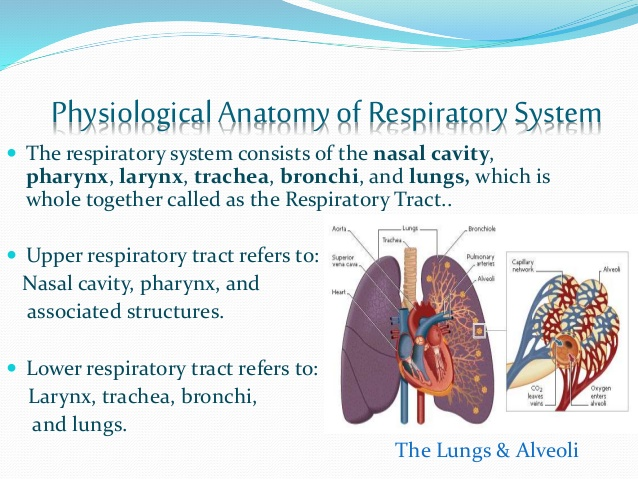 Physiological Anatomy of Respiratory System
• The respiratory system consists of the nasal cavity,
pharynx, larynx, trachea, bronchi, and lungs, which is
whole together called as the Respiratory Tract..
• Upper respiratory tract refers to:
Nasal cavity, pharynx, and
associated structures.
• Lower respiratory tract refers to:
Larynx, trachea, bronchi,
and lungs.
Aorta
Lungs
Bronchiole
Trachea
Superior
vena cava
Pulmonary
arteries
Alveoli
Heart
Capillary
network
Alveoli
CO2
leaves
veins
Oxygen
enters
alveoli
The Lungs & Alveoli